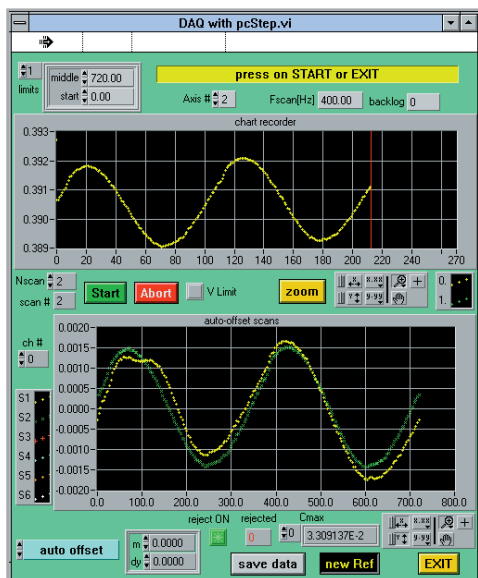 DAQ with pcStep.vi
1 middle 720.00 press on START or EXIT
limits start 0.00 Axis # 2 Fscan[Hz] 400.00 backlog 0
chart recorder
0.393
0.392
0.391
0.390
0.389
0 20 40 60 80 100 120 140 160 180 200 220 240 270
Nscan 2
scan # 2 Start Abort V Limit zoom
x.xx
y.yy
0.
1.
auto-offset scans
ch #
0
0.0020
0.0015
0.0010
0.0005
0.0000
-0.0005
-0.0010
-0.0015
-0.0020
S1
S2
S3
S4
S5
S6
0.0 100.0 200.0 300.0 400.0 500.0 600.0 700.0 800.0
reject ON rejected Cmax
auto offset m 0.0000 0 0 3.309137E-2
x.xx
y.yy
dy 0.0000 save data new Ref EXIT